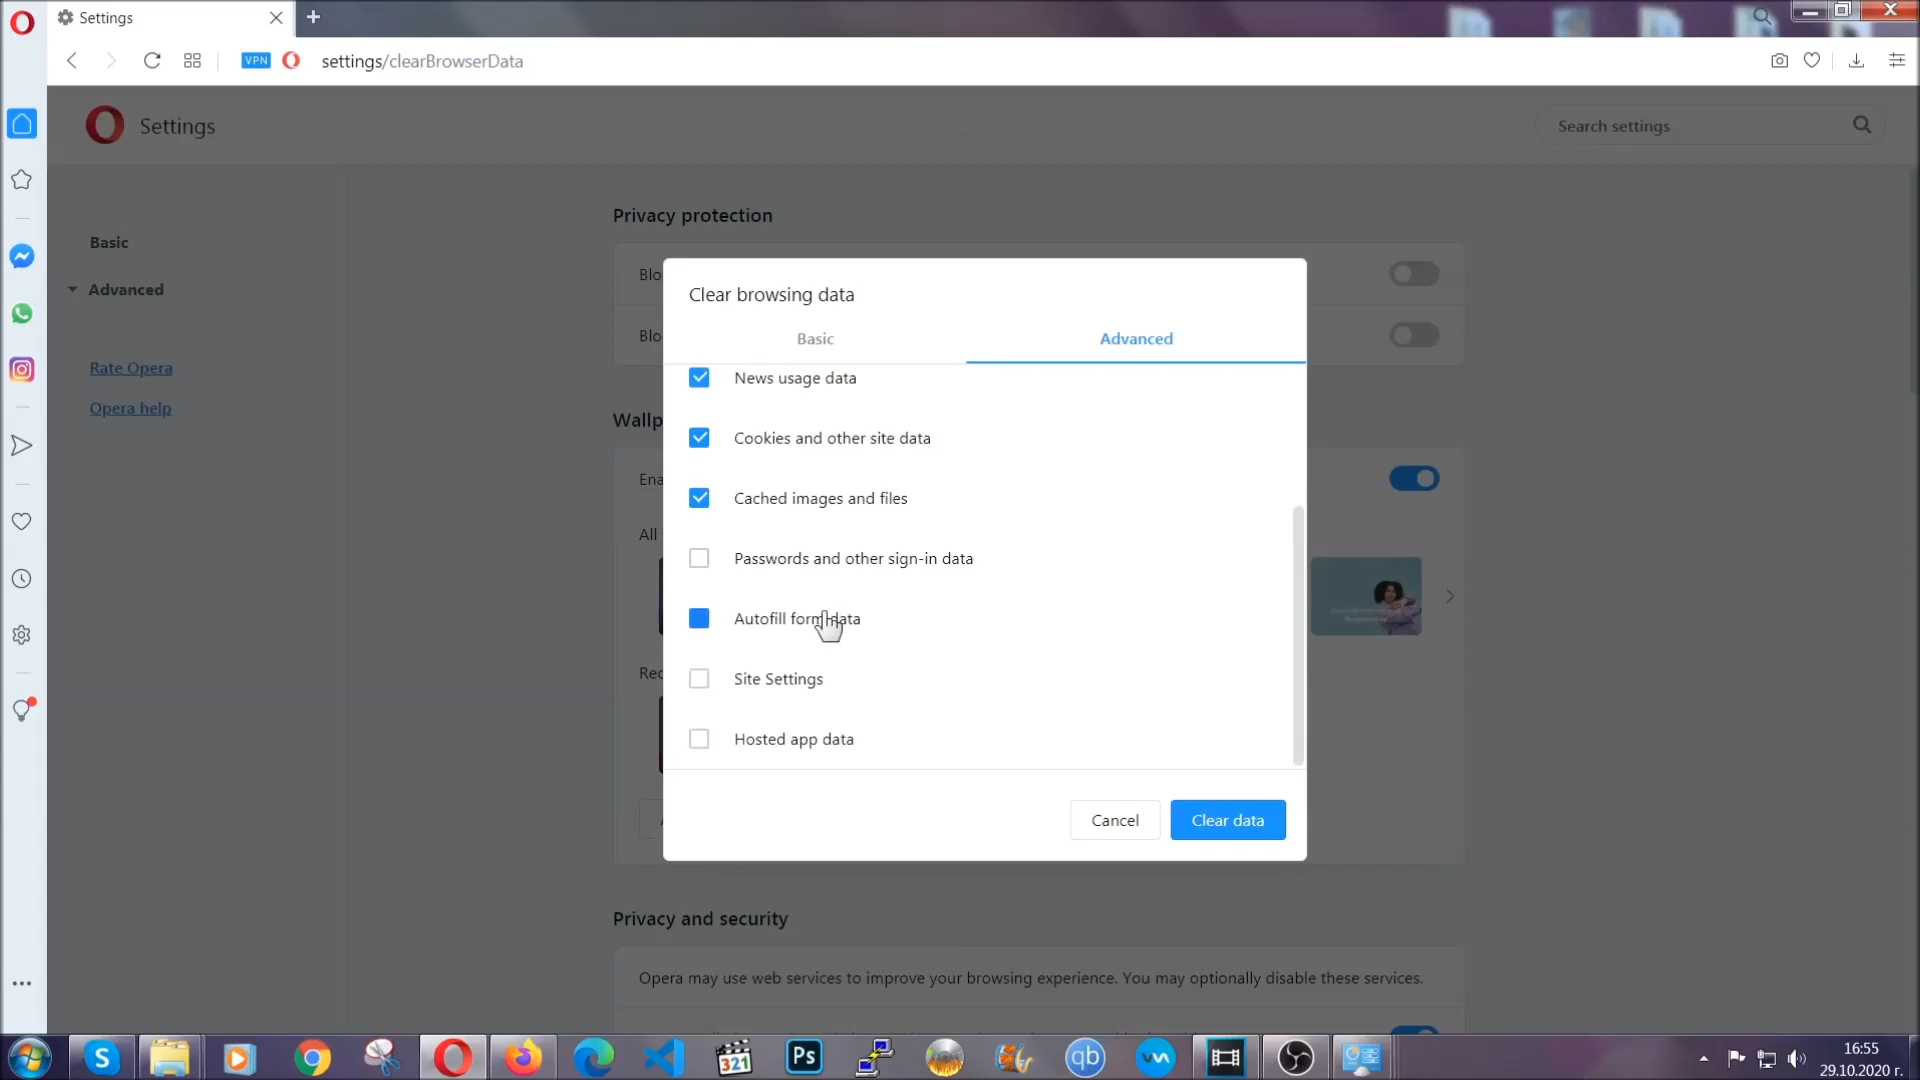 Settings
VPN
settings/clearBrowserData
Settings
Search settings
Basic
Advanced
Rate Opera
Opera help
Privacy protection
Blo
Blo
Wallp
Ena
All
Rec
Clear browsing data
Basic
Advanced
News usage data
Cookies and other site data
Cached images and files
Passwords and other sign-in data
Autofill form data
Site Settings
Hosted app data
Cancel
Clear data
Privacy and security
Opera may use web services to improve your browsing experience. You may optionally disable these services.
S
321
Ps
qb
16:55
29.10.2020 г.